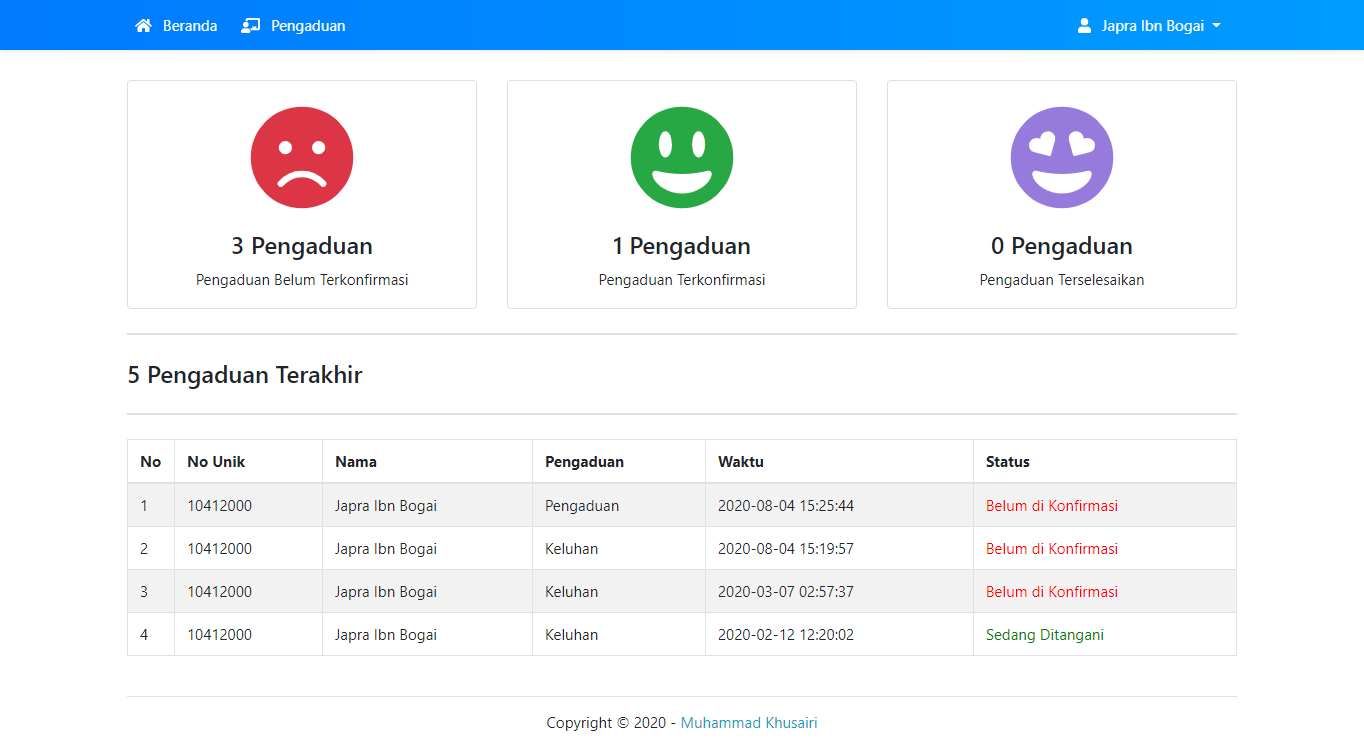 Beranda Pengaduan Japra Ibn Bogai
3 Pengaduan
Pengaduan Belum Terkonfirmasi
1 Pengaduan
Pengaduan Terkonfirmasi
0 Pengaduan
Pengaduan Terselesaikan
5 Pengaduan Terakhir
No No Unik Nama Pengaduan Waktu Status
1 10412000 Japra Ibn Bogai Pengaduan 2020-08-04 15:25:44 Belum di Konfirmasi
2 10412000 Japra Ibn Bogai Keluhan 2020-08-04 15:19:57 Belum di Konfirmasi
3 10412000 Japra Ibn Bogai Keluhan 2020-03-07 02:57:37 Belum di Konfirmasi
4 10412000 Japra Ibn Bogai Keluhan 2020-02-12 12:20:02 Sedang Ditangani
Copyright © 2020 - Muhammad Khusairi